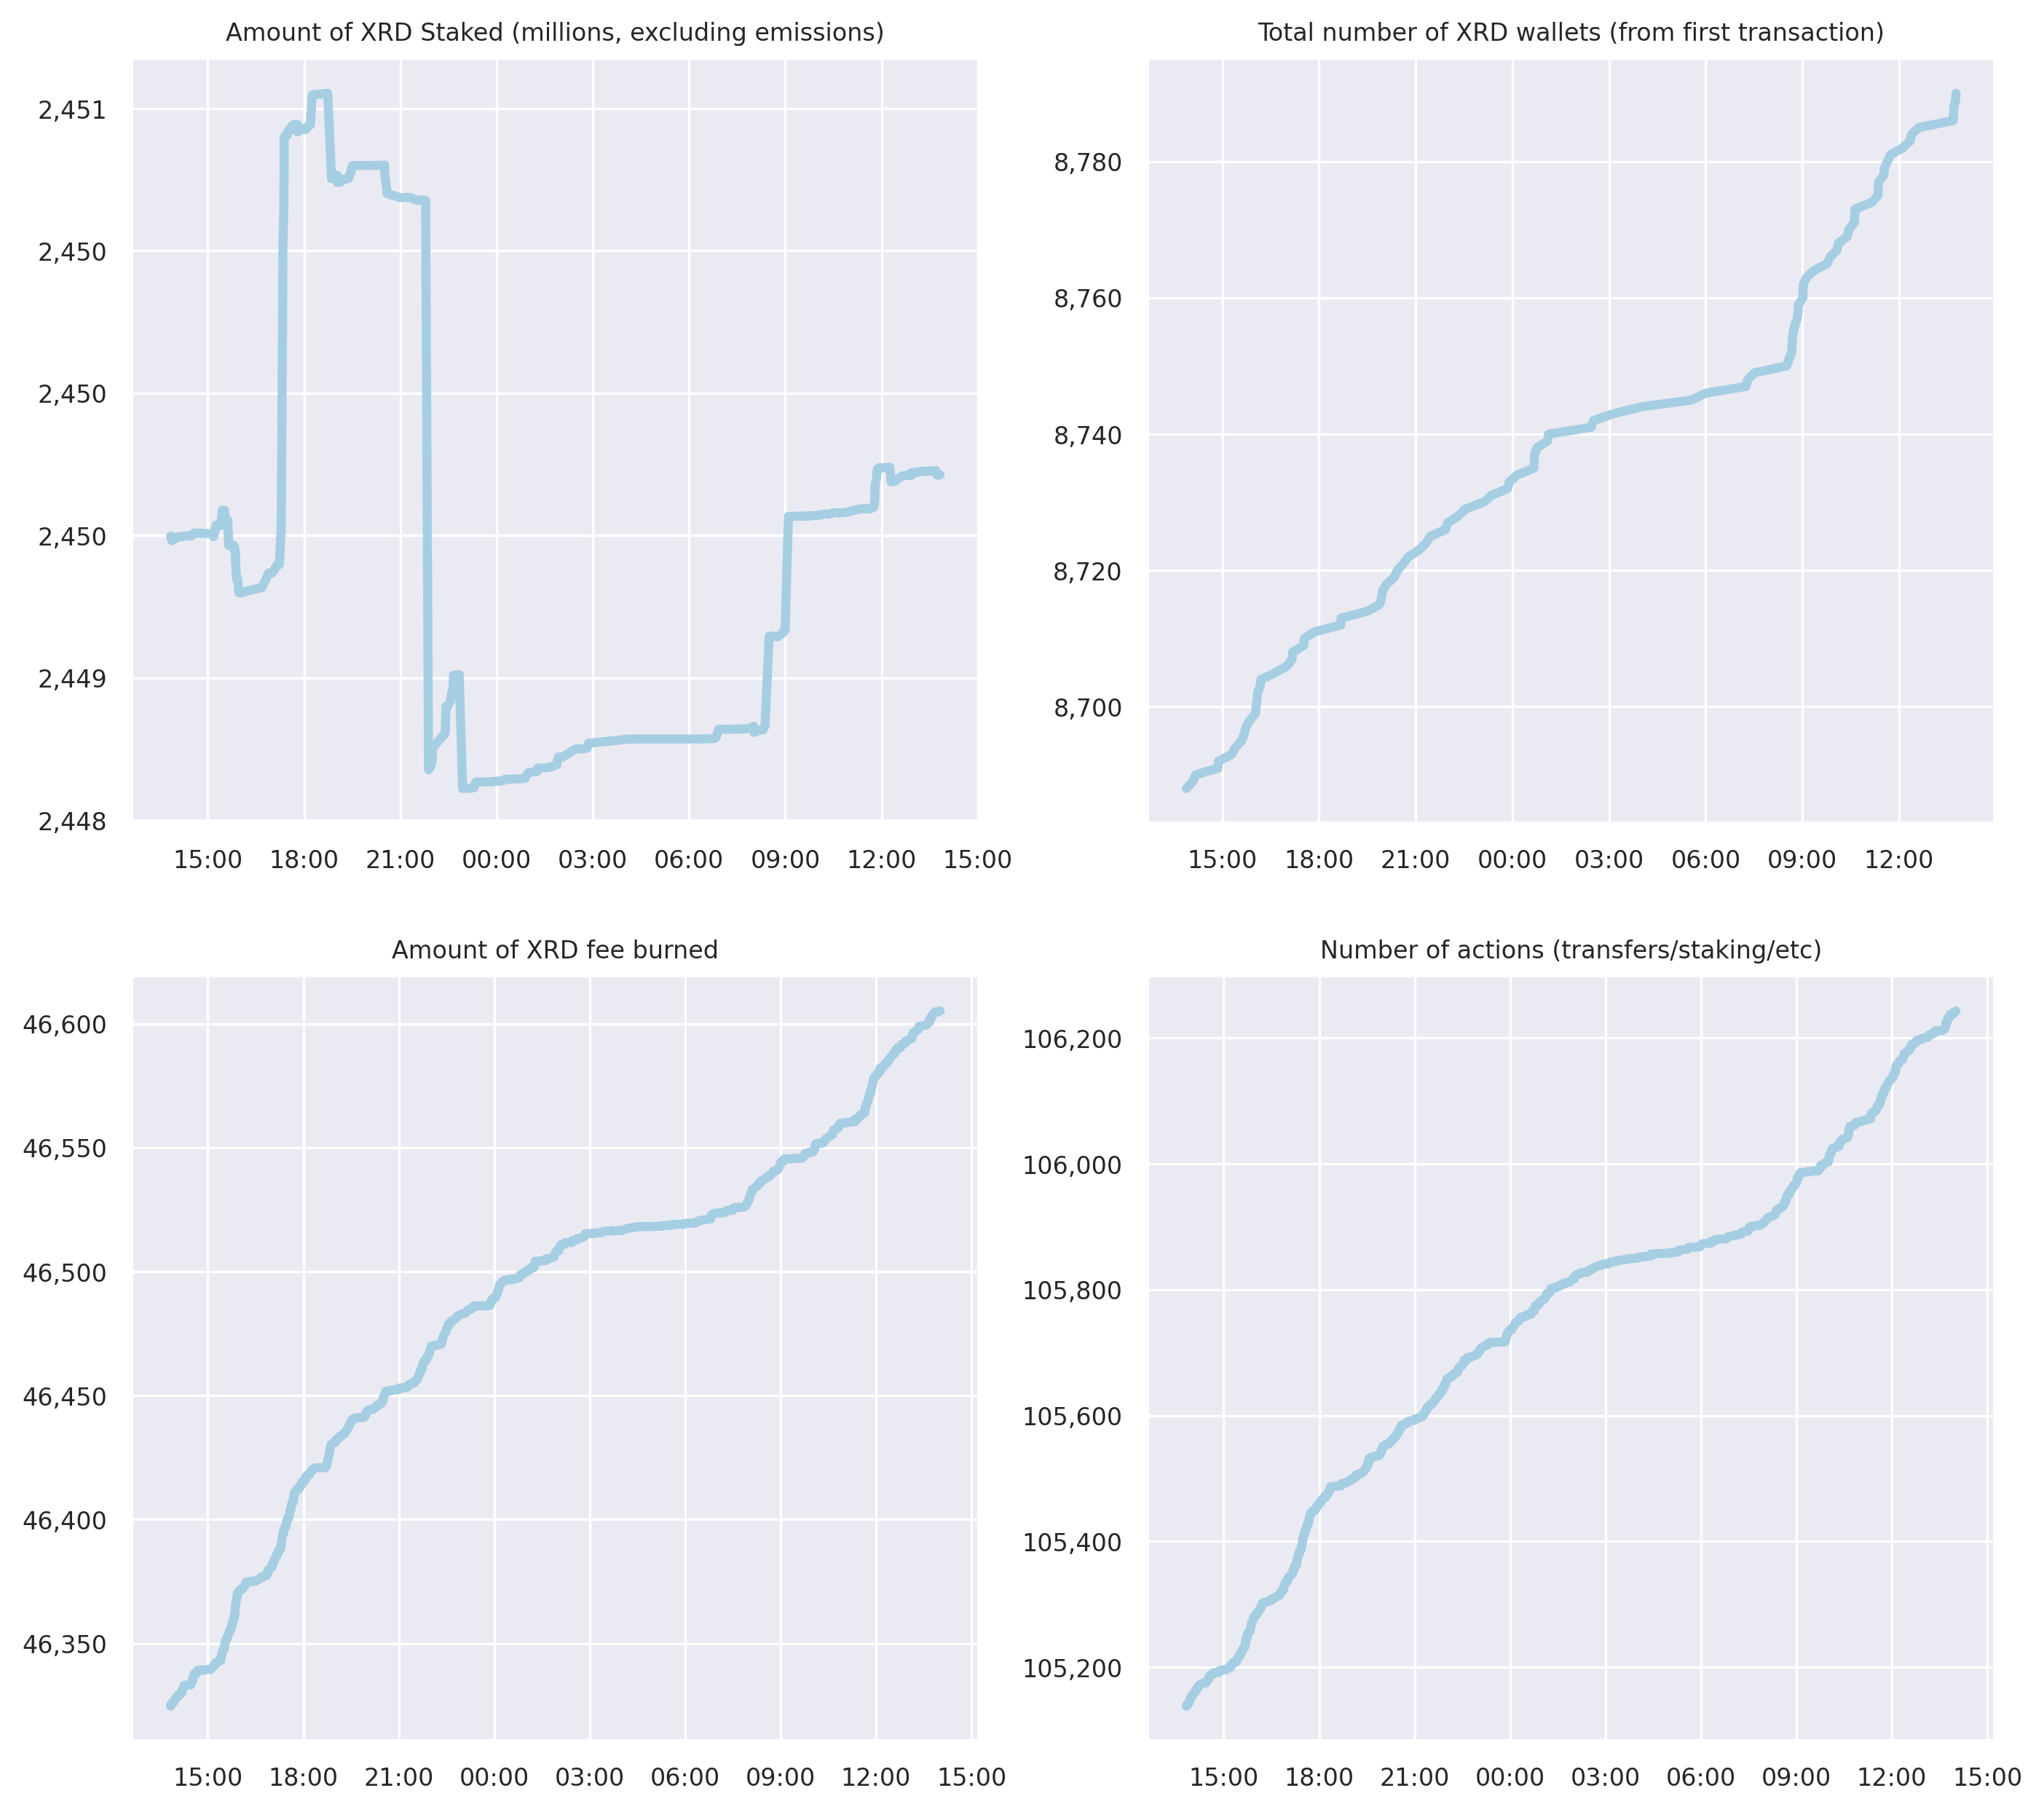 Amount of XRD Staked (millions, excluding emissions)
2,451
2,450
2,450
2,450
2,449
2,448
15:00 18:00 21:00 00:00 03:00 06:00 09:00 12:00 15:00
Total number of XRD wallets (from first transaction)
8,780
8,760
8,740
8,720
8,700
15:00 18:00 21:00 00:00 03:00 06:00 09:00 12:00
Amount of XRD fee burned
46,600
46,550
46,500
46,450
46,400
46,350
15:00 18:00 21:00 00:00 03:00 06:00 09:00 12:00 15:00
Number of actions (transfers/staking/etc)
106,200
106,000
105,800
105,600
105,400
105,200
15:00 18:00 21:00 00:00 03:00 06:00 09:00 12:00 15:00